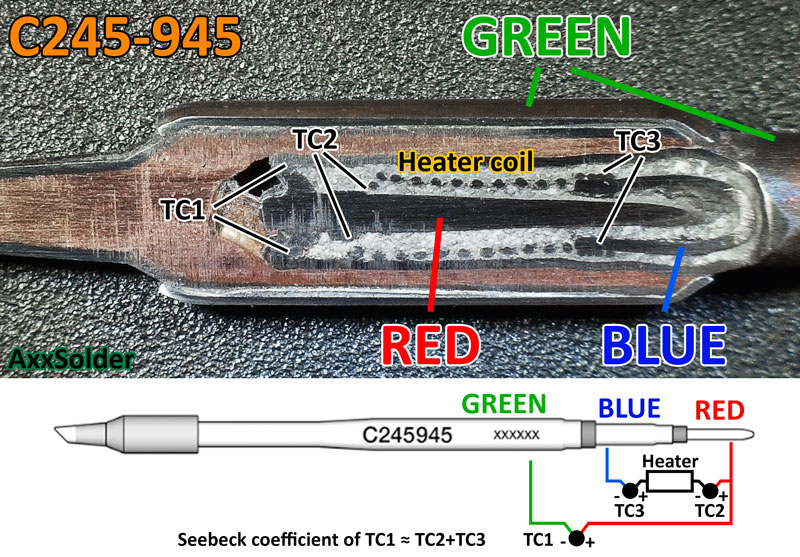 C245-945
GREEN
TC2
TC3
Heater coil
TC1
RED
BLUE
AxxSolder
GREEN
BLUE
RED
C245945
xxxxxx
Heater
- +
- +
TC3
TC2
Seebeck coefficient of TC1 ≈ TC2+TC3
TC1 - +